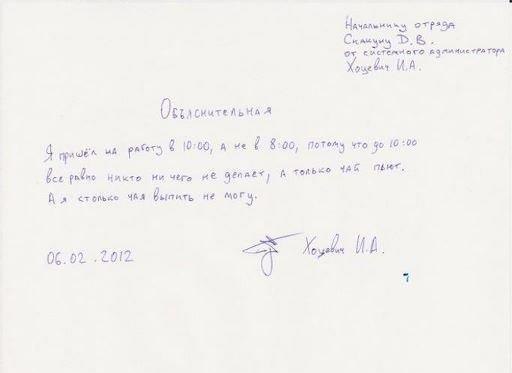 Начальнику отряда
Скакуну Д.В.
от системного администратора
Хоцевич И.А.
Объяснительная
Я пришёл на работу в 10:00, а не в 8:00, потому что до 10:00
все равно никто ни чего не делает, а только чай пьют.
А я столько чая выпить не могу.
06.02.2012 Хоцевич И.А.
7